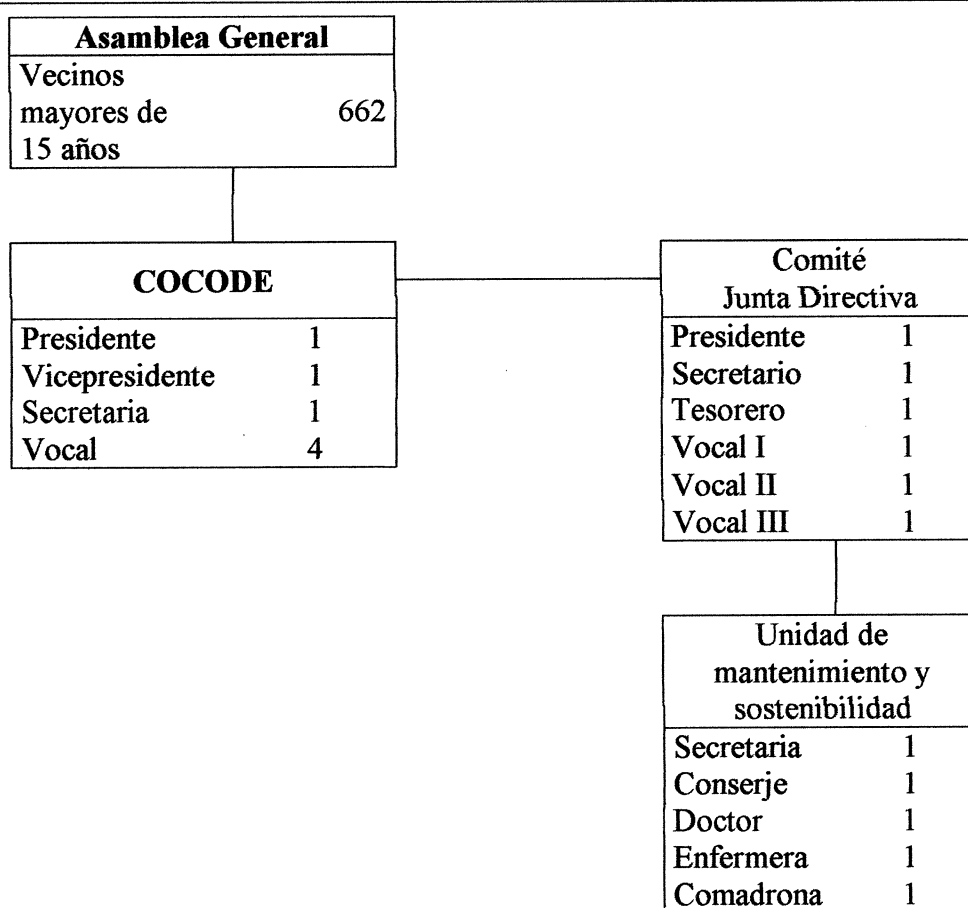 Asamblea General
Vecinos
mayores de 662
15 años
COCODE
Presidente 1
Vicepresidente 1
Secretaria 1
Vocal 4
Comité
Junta Directiva
Presidente 1
Secretario 1
Tesorero 1
Vocal I 1
Vocal II 1
Vocal III 1
Unidad de
mantenimiento y
sostenibilidad
Secretaria 1
Conserje 1
Doctor 1
Enfermera 1
Comadrona 1